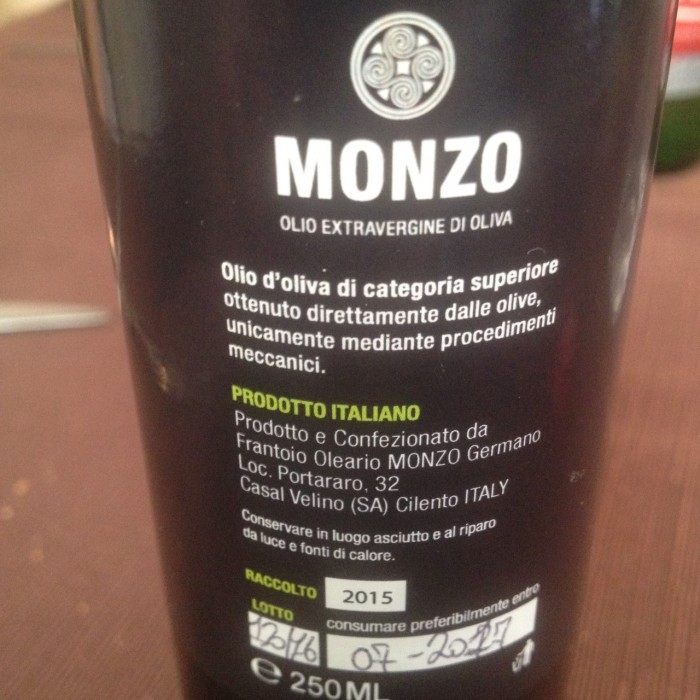 MONZO
OLIO EXTRAVERGINE DI OLIVA
Olio d'oliva di categoria superiore
ottenuto direttamente dalle olive,
unicamente mediante procedimenti
meccanici.
PRODOTTO ITALIANO
Prodotto e Confezionato da
Frantoio Oleario MONZO Germano
Loc. Portararo, 32
Casal Velino (SA) Cilento ITALY
Conservare in luogo asciutto e al riparo
da luce e fonti di calore.
RACCOLTO 2015
LOTTO consumare preferibilmente entro
07-2017
e 250ML